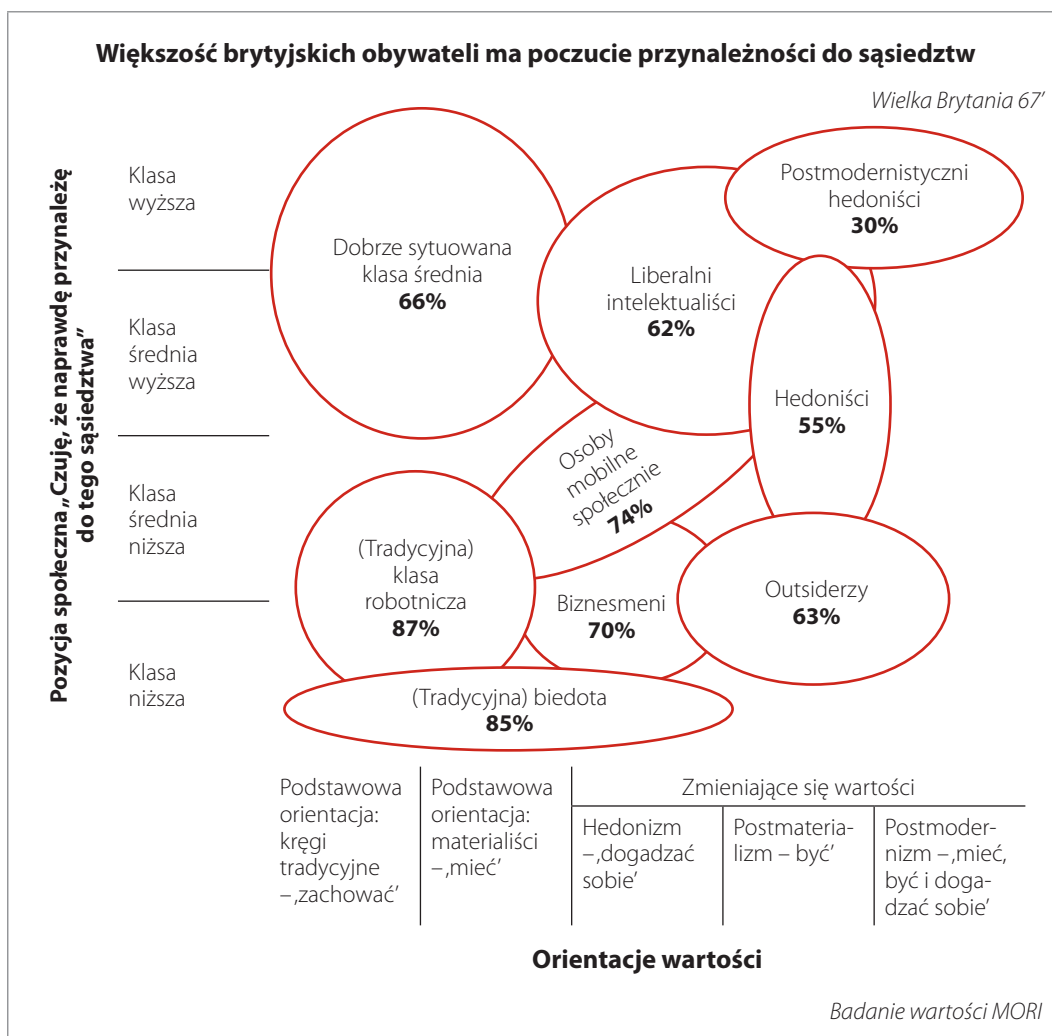 Większość brytyjskich obywateli ma poczucie przynależności do sąsiedztw
Wielka Brytania 67’
Pozycja społeczna „Czuję, że naprawdę przynależę
do tego sąsiedztwa”
Klasa
wyższa
Klasa
średnia
wyższa
Klasa
średnia
niższa
Klasa
niższa
Postmodernistyczni
hedoniści
30%
Dobrze sytuowana
klasa średnia
66%
Liberalni
intelektualiści
62%
Hedoniści
55%
Osoby
mobilne
społecznie
74%
(Tradycyjna)
klasa
robotnicza
87%
Biznesmeni
70%
Outsiderzy
63%
(Tradycyjna) biedota
85%
Podstawowa
orientacja:
kręgi
tradycyjne
– ‚zachować’
Podstawowa
orientacja:
materialiści
– ‚mieć’
Zmieniające się wartości
Hedonizm
– ‚dogadzać
sobie’
Postmateria-
lizm – być’
Postmoder-
nizm – ‚mieć,
być i doga-
dzać sobie’
Orientacje wartości
Badanie wartości MORI